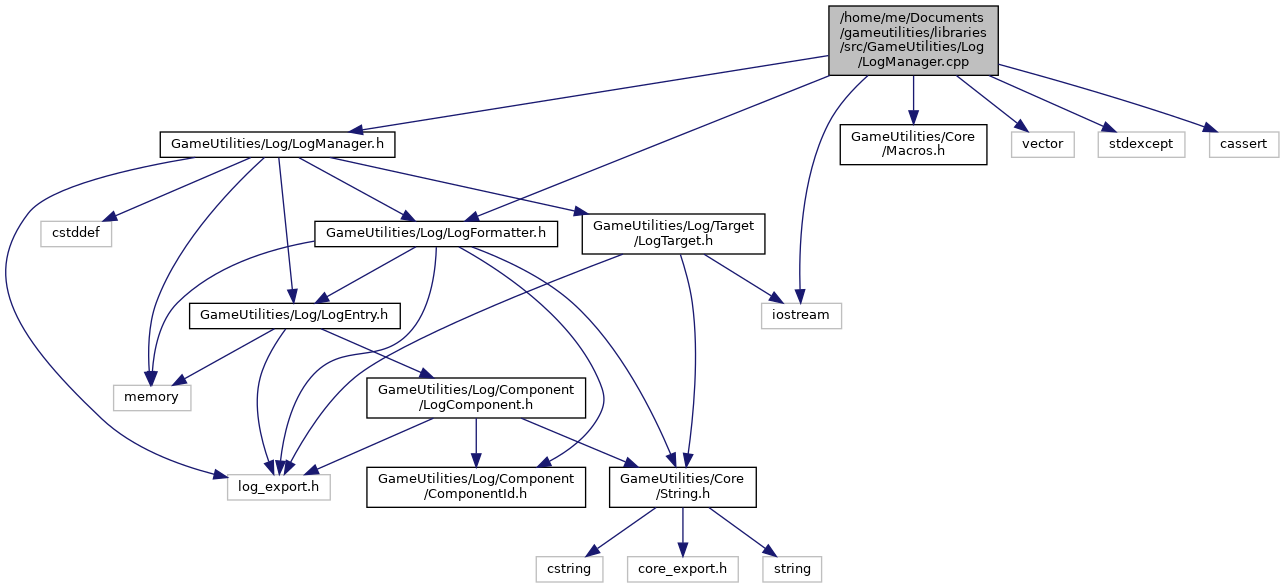 /home/me/Documents
/gameutilities/libraries
/src/GameUtilities/Log
/LogManager.cpp
GameUtilities/Log/LogManager.h
GameUtilities/Core
/Macros.h
vector
stdexcept
cassert
cstddef
GameUtilities/Log/LogFormatter.h
GameUtilities/Log/Target
/LogTarget.h
GameUtilities/Log/LogEntry.h
iostream
memory
GameUtilities/Log/Component
/LogComponent.h
log_export.h
GameUtilities/Log/Component
/ComponentId.h
GameUtilities/Core
/String.h
cstring
core_export.h
string